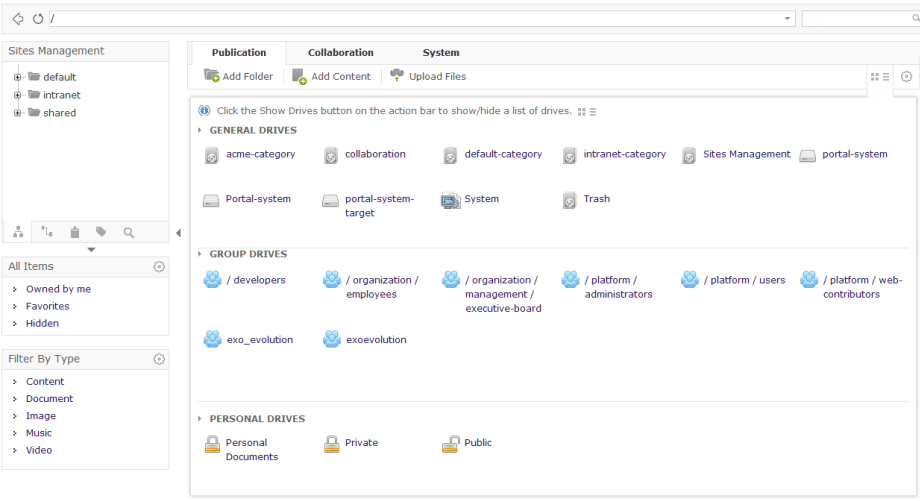 /
Sites Management
default
intranet
shared
All Items
Owned by me
Favorites
Hidden
Filter By Type
Content
Document
Image
Music
Video
Publication Collaboration System
Add Folder Add Content Upload Files
Click the Show Drives button on the action bar to show/hide a list of drives.
GENERAL DRIVES
acme-category collaboration default-category intranet-category Sites Management portal-system
Portal-system portal-system- System Trash
target
GROUP DRIVES
/ developers / organization / / organization / / platform / / platform / users / platform / web-
employees management / administrators contributors
executive-board
exo_evolution exoevolution
PERSONAL DRIVES
Personal Private Public
Documents